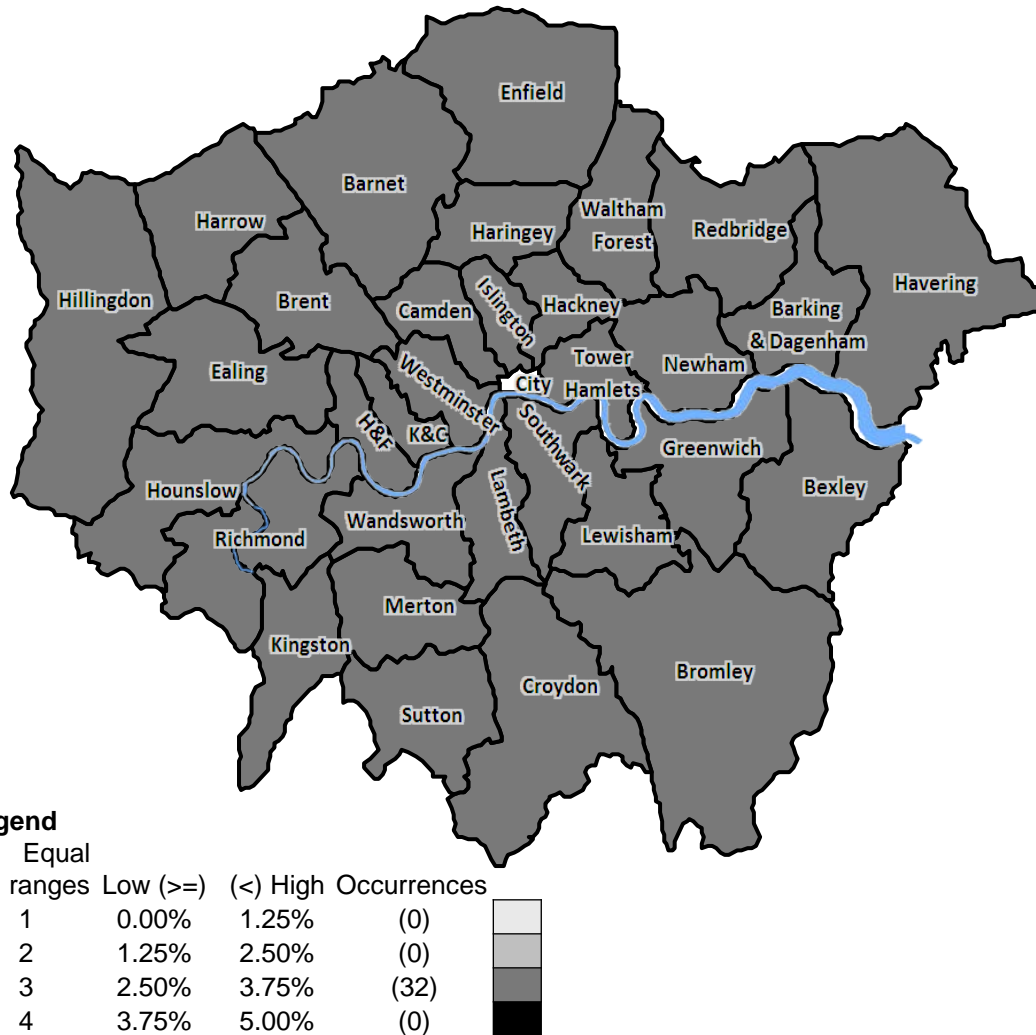 Enfield
Barnet
Harrow
Haringey
Waltham
Forest
Redbridge
Havering
Hillingdon
Brent
Camden
Islington
Hackney
Barking
& Dagenham
Ealing
Westminster
City
Tower
Hamlets
Newham
H&F
K&C
Southwark
Greenwich
Hounslow
Richmond
Wandsworth
Lambeth
Lewisham
Bexley
Merton
Kingston
Sutton
Croydon
Bromley
gend
Equal
ranges Low (>=) (<) High Occurrences
1 0.00% 1.25% (0)
2 1.25% 2.50% (0)
3 2.50% 3.75% (32)
4 3.75% 5.00% (0)